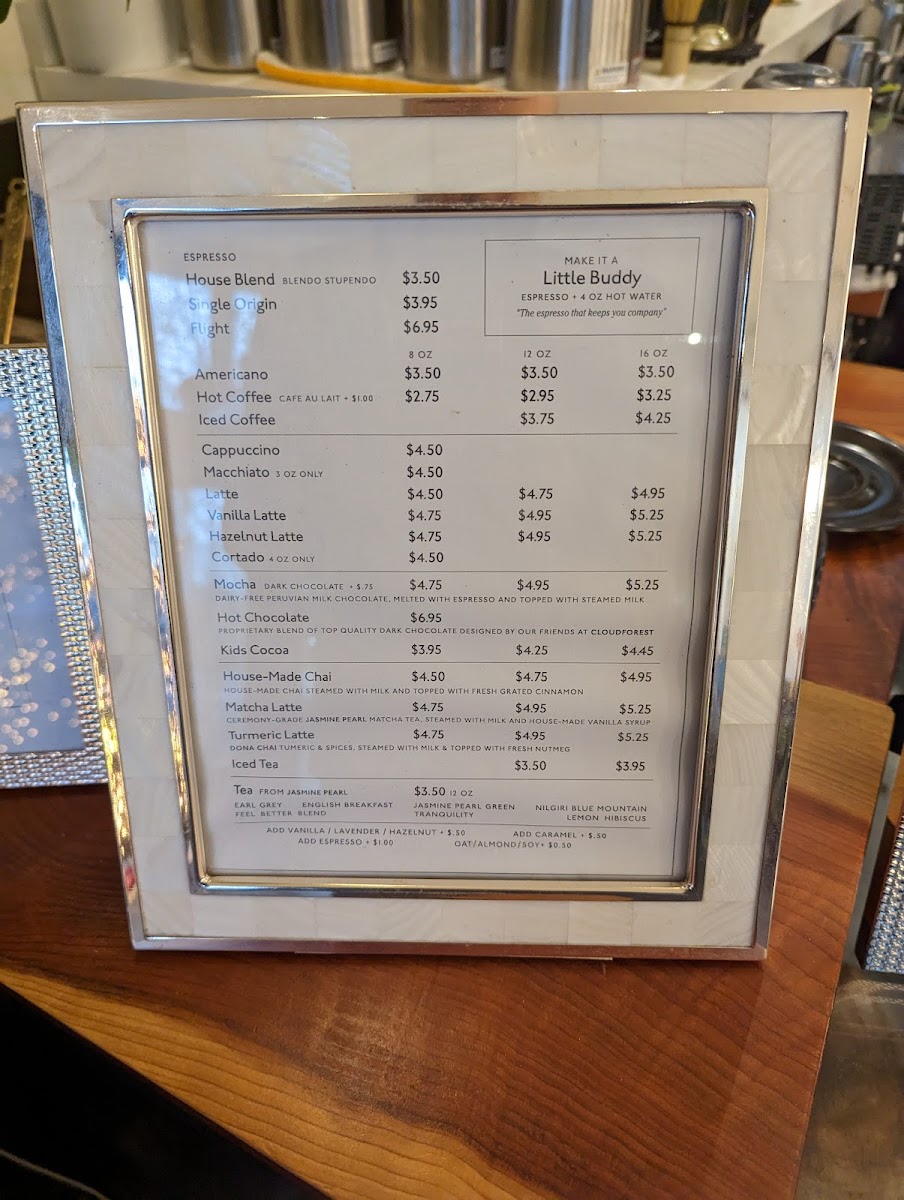 ESPRESSO
House Blend BLENDO STUPENDO $3.50
Single Origin $3.95
Flight $6.95
MAKE IT A
Little Buddy
ESPRESSO + 4 OZ HOT WATER
"The espresso that keeps you company"
8 OZ 12 OZ 16 OZ
Americano $3.50 $3.50 $3.50
Hot Coffee CAFE AU LAIT + $1.00 $2.75 $2.95 $3.25
Iced Coffee $3.75 $4.25
Cappuccino $4.50
Macchiato 3 OZ ONLY $4.50
Latte $4.50 $4.75 $4.95
Vanilla Latte $4.75 $4.95 $5.25
Hazelnut Latte $4.75 $4.95 $5.25
Cortado 4 OZ ONLY $4.50
Mocha DARK CHOCOLATE + $.75 $4.75 $4.95 $5.25
DAIRY-FREE PERUVIAN MILK CHOCOLATE, MELTED WITH ESPRESSO AND TOPPED WITH STEAMED MILK
Hot Chocolate $6.95
PROPRIETARY BLEND OF TOP QUALITY DARK CHOCOLATE DESIGNED BY OUR FRIENDS AT CLOUDFOREST
Kids Cocoa $3.95 $4.25 $4.45
House-Made Chai $4.50 $4.75 $4.95
HOUSE-MADE CHAI STEAMED WITH MILK AND TOPPED WITH FRESH GRATED CINNAMON
Matcha Latte $4.75 $4.95 $5.25
CEREMONY-GRADE JASMINE PEARL MATCHA TEA, STEAMED WITH MILK AND HOUSE-MADE VANILLA SYRUP
Turmeric Latte $4.75 $4.95 $5.25
DONA CHAI TUMERIC & SPICES, STEAMED WITH MILK & TOPPED WITH FRESH NUTMEG
Iced Tea $3.50 $3.95
Tea FROM JASMINE PEARL $3.50 12 OZ
EARL GREY ENGLISH BREAKFAST JASMINE PEARL GREEN NILGIRI BLUE MOUNTAIN
FEEL BETTER BLEND TRANQUILITY LEMON HIBISCUS
ADD VANILLA / LAVENDER / HAZELNUT + $.50 ADD CARAMEL + $.50
ADD ESPRESSO + $1.00 OAT/ALMOND/SOY+ $0.50